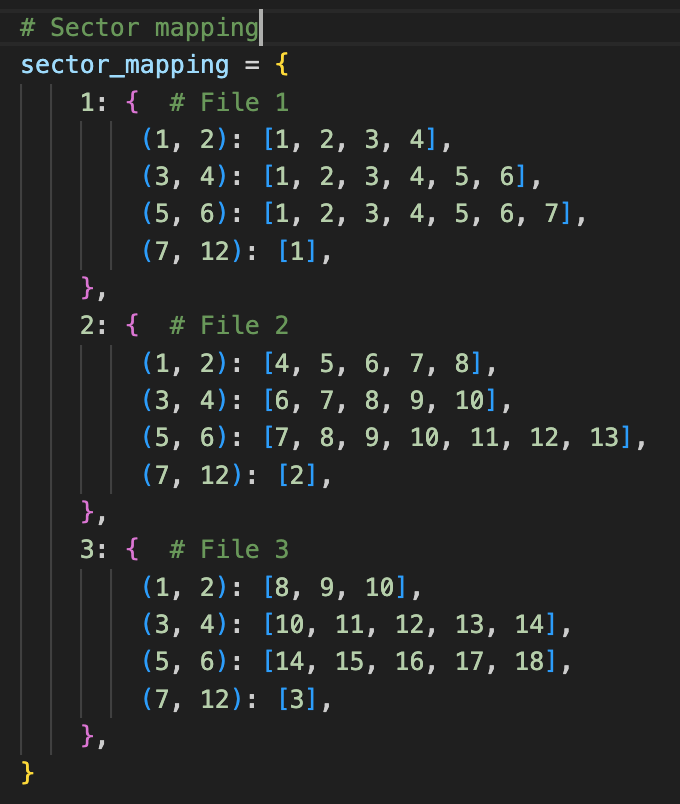 # Sector mapping
sector_mapping = {
    1: {  # File 1
        (1, 2): [1, 2, 3, 4],
        (3, 4): [1, 2, 3, 4, 5, 6],
        (5, 6): [1, 2, 3, 4, 5, 6, 7],
        (7, 12): [1],
    },
    2: {  # File 2
        (1, 2): [4, 5, 6, 7, 8],
        (3, 4): [6, 7, 8, 9, 10],
        (5, 6): [7, 8, 9, 10, 11, 12, 13],
        (7, 12): [2],
    },
    3: {  # File 3
        (1, 2): [8, 9, 10],
        (3, 4): [10, 11, 12, 13, 14],
        (5, 6): [14, 15, 16, 17, 18],
        (7, 12): [3],
    },
}